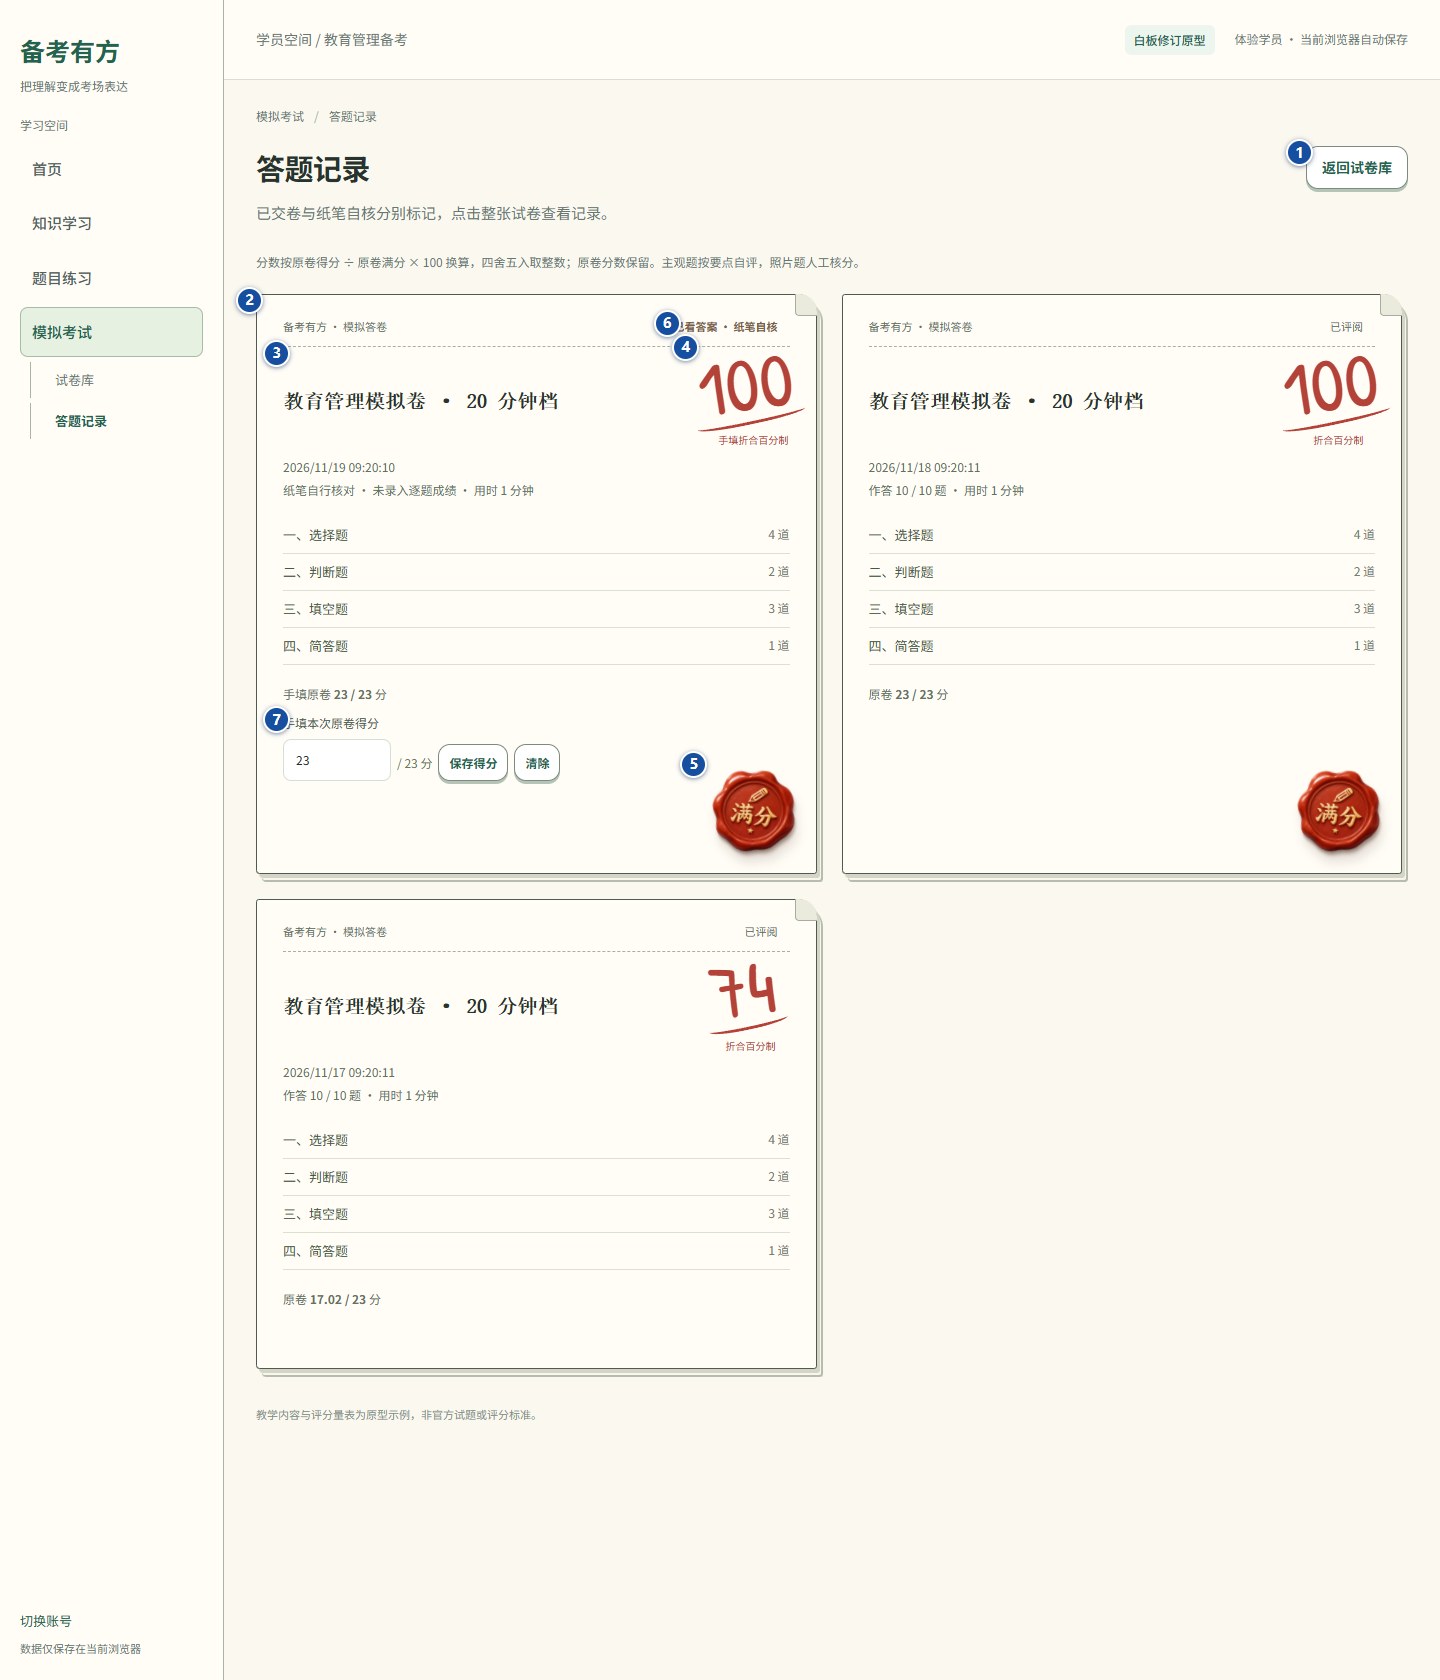 备考有方
把理解变成考场表达
学习空间
首页
知识学习
题目练习
模拟考试
试卷库
答题记录
切换账号
数据仅保存在当前浏览器
学员空间 / 教育管理备考
白板修订原型
体验学员 · 当前浏览器自动保存
模拟考试 / 答题记录
答题记录
1
返回试卷库
已交卷与纸笔自核分别标记，点击整张试卷查看记录。
分数按原卷得分 ÷ 原卷满分 × 100 换算，四舍五入取整数；原卷分数保留。主观题按要点自评，照片题人工核分。
2
备考有方 · 模拟答卷
6
已看答案 · 纸笔自核
3
4
教育管理模拟卷 · 20 分钟档
100
手填折合百分制
2026/11/19 09:20:10
纸笔自行核对 · 未录入逐题成绩 · 用时 1 分钟
一、选择题 4 道
二、判断题 2 道
三、填空题 3 道
四、简答题 1 道
手填原卷 23 / 23 分
7
手填本次原卷得分
23 / 23 分 保存得分 清除
5
满分
备考有方 · 模拟答卷 已评阅
教育管理模拟卷 · 20 分钟档
100
折合百分制
2026/11/18 09:20:11
作答 10 / 10 题 · 用时 1 分钟
一、选择题 4 道
二、判断题 2 道
三、填空题 3 道
四、简答题 1 道
原卷 23 / 23 分
满分
备考有方 · 模拟答卷 已评阅
教育管理模拟卷 · 20 分钟档
74
折合百分制
2026/11/17 09:20:11
作答 10 / 10 题 · 用时 1 分钟
一、选择题 4 道
二、判断题 2 道
三、填空题 3 道
四、简答题 1 道
原卷 17.02 / 23 分
教学内容与评分量表为原型示例，非官方试题或评分标准。